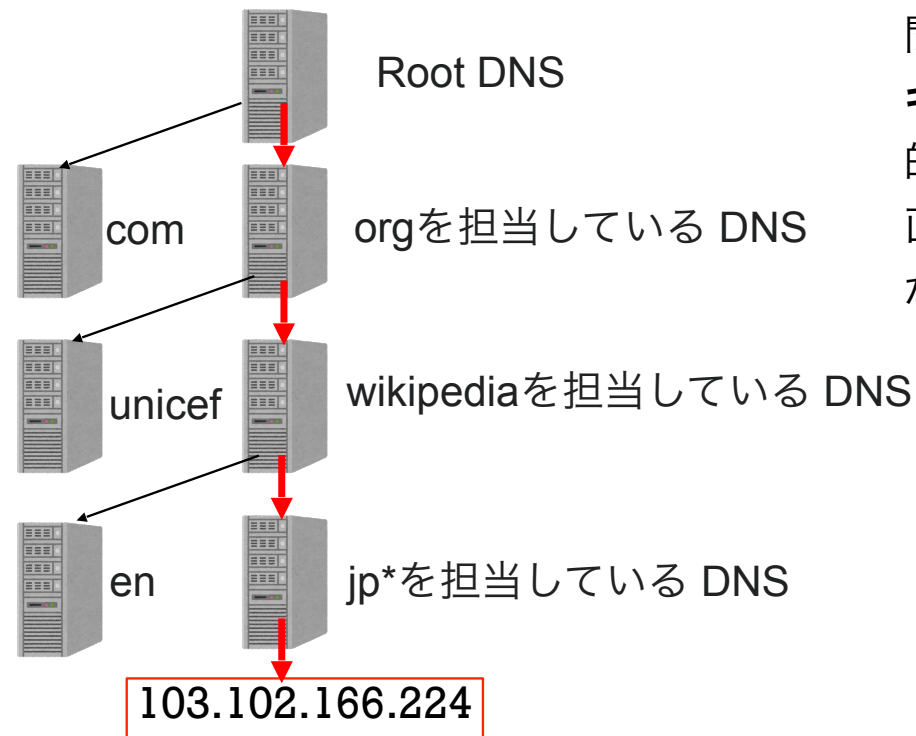 Root DNS
com
orgを担当している DNS
unicef
wikipediaを担当している DNS
en
jp*を担当している DNS
103.102.166.224